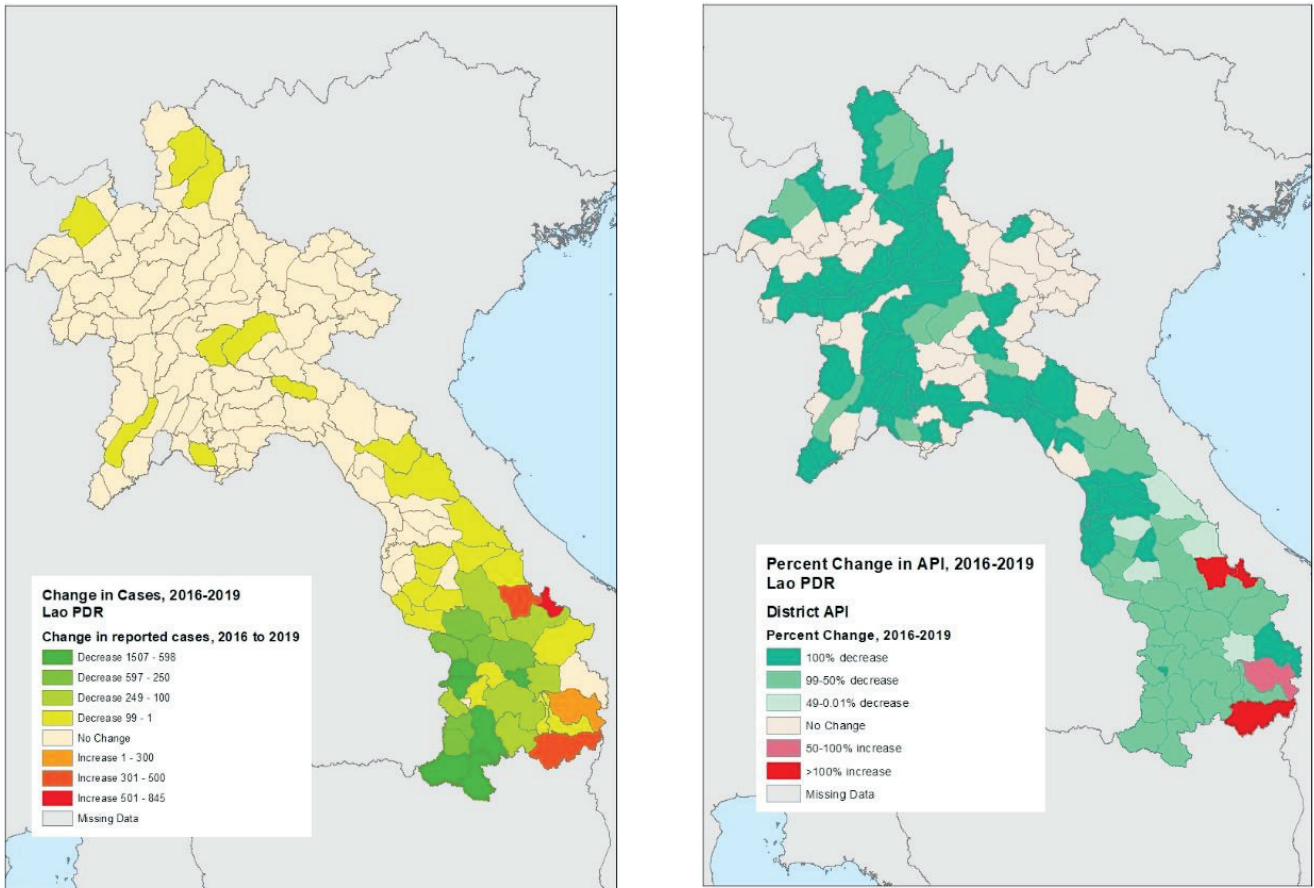 Change in Cases, 2016-2019
Lao PDR
Change in reported cases, 2016 to 2019
Decrease 1507 - 598
Decrease 597 - 250
Decrease 249 - 100
Decrease 99 - 1
No Change
Increase 1 - 300
Increase 301 - 500
Increase 501 - 845
Missing Data
Percent Change in API, 2016-2019
Lao PDR
District API
Percent Change, 2016-2019
100% decrease
99-50% decrease
49-0.01% decrease
No Change
50-100% increase
>100% increase
Missing Data